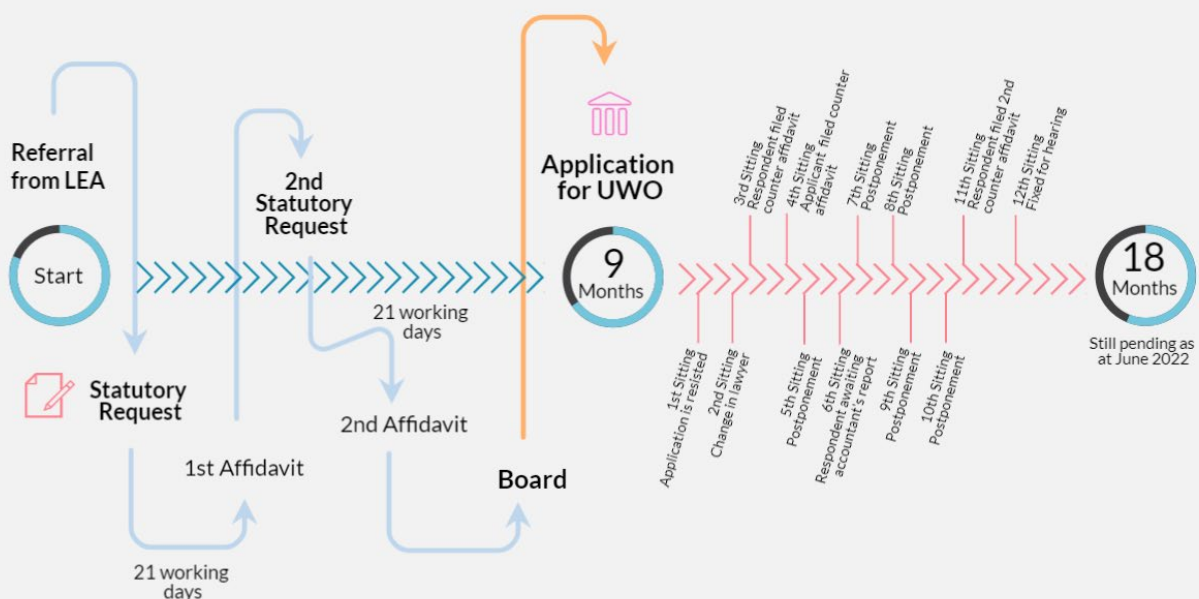 Referral
from LEA
Start
Statutory
Request
21 working
days
1st Affidavit
2nd
Statutory
Request
21 working
days
2nd Affidavit
Board
Application
for UWO
9
Months
1st Sitting
Application is resisted
2nd Sitting
Change in lawyer
3rd Sitting
Respondent filed
counter affidavit
4th Sitting
Applicant filed counter
affidavit
5th Sitting
Postponement
6th Sitting
Respondent awaiting
accountant's report
7th Sitting
Postponement
8th Sitting
Postponement
9th Sitting
Postponement
10th Sitting
Postponement
11th Sitting
Respondent filed 2nd
counter affidavit
12th Sitting
Fixed for hearing
18
Months
Still pending as
at June 2022